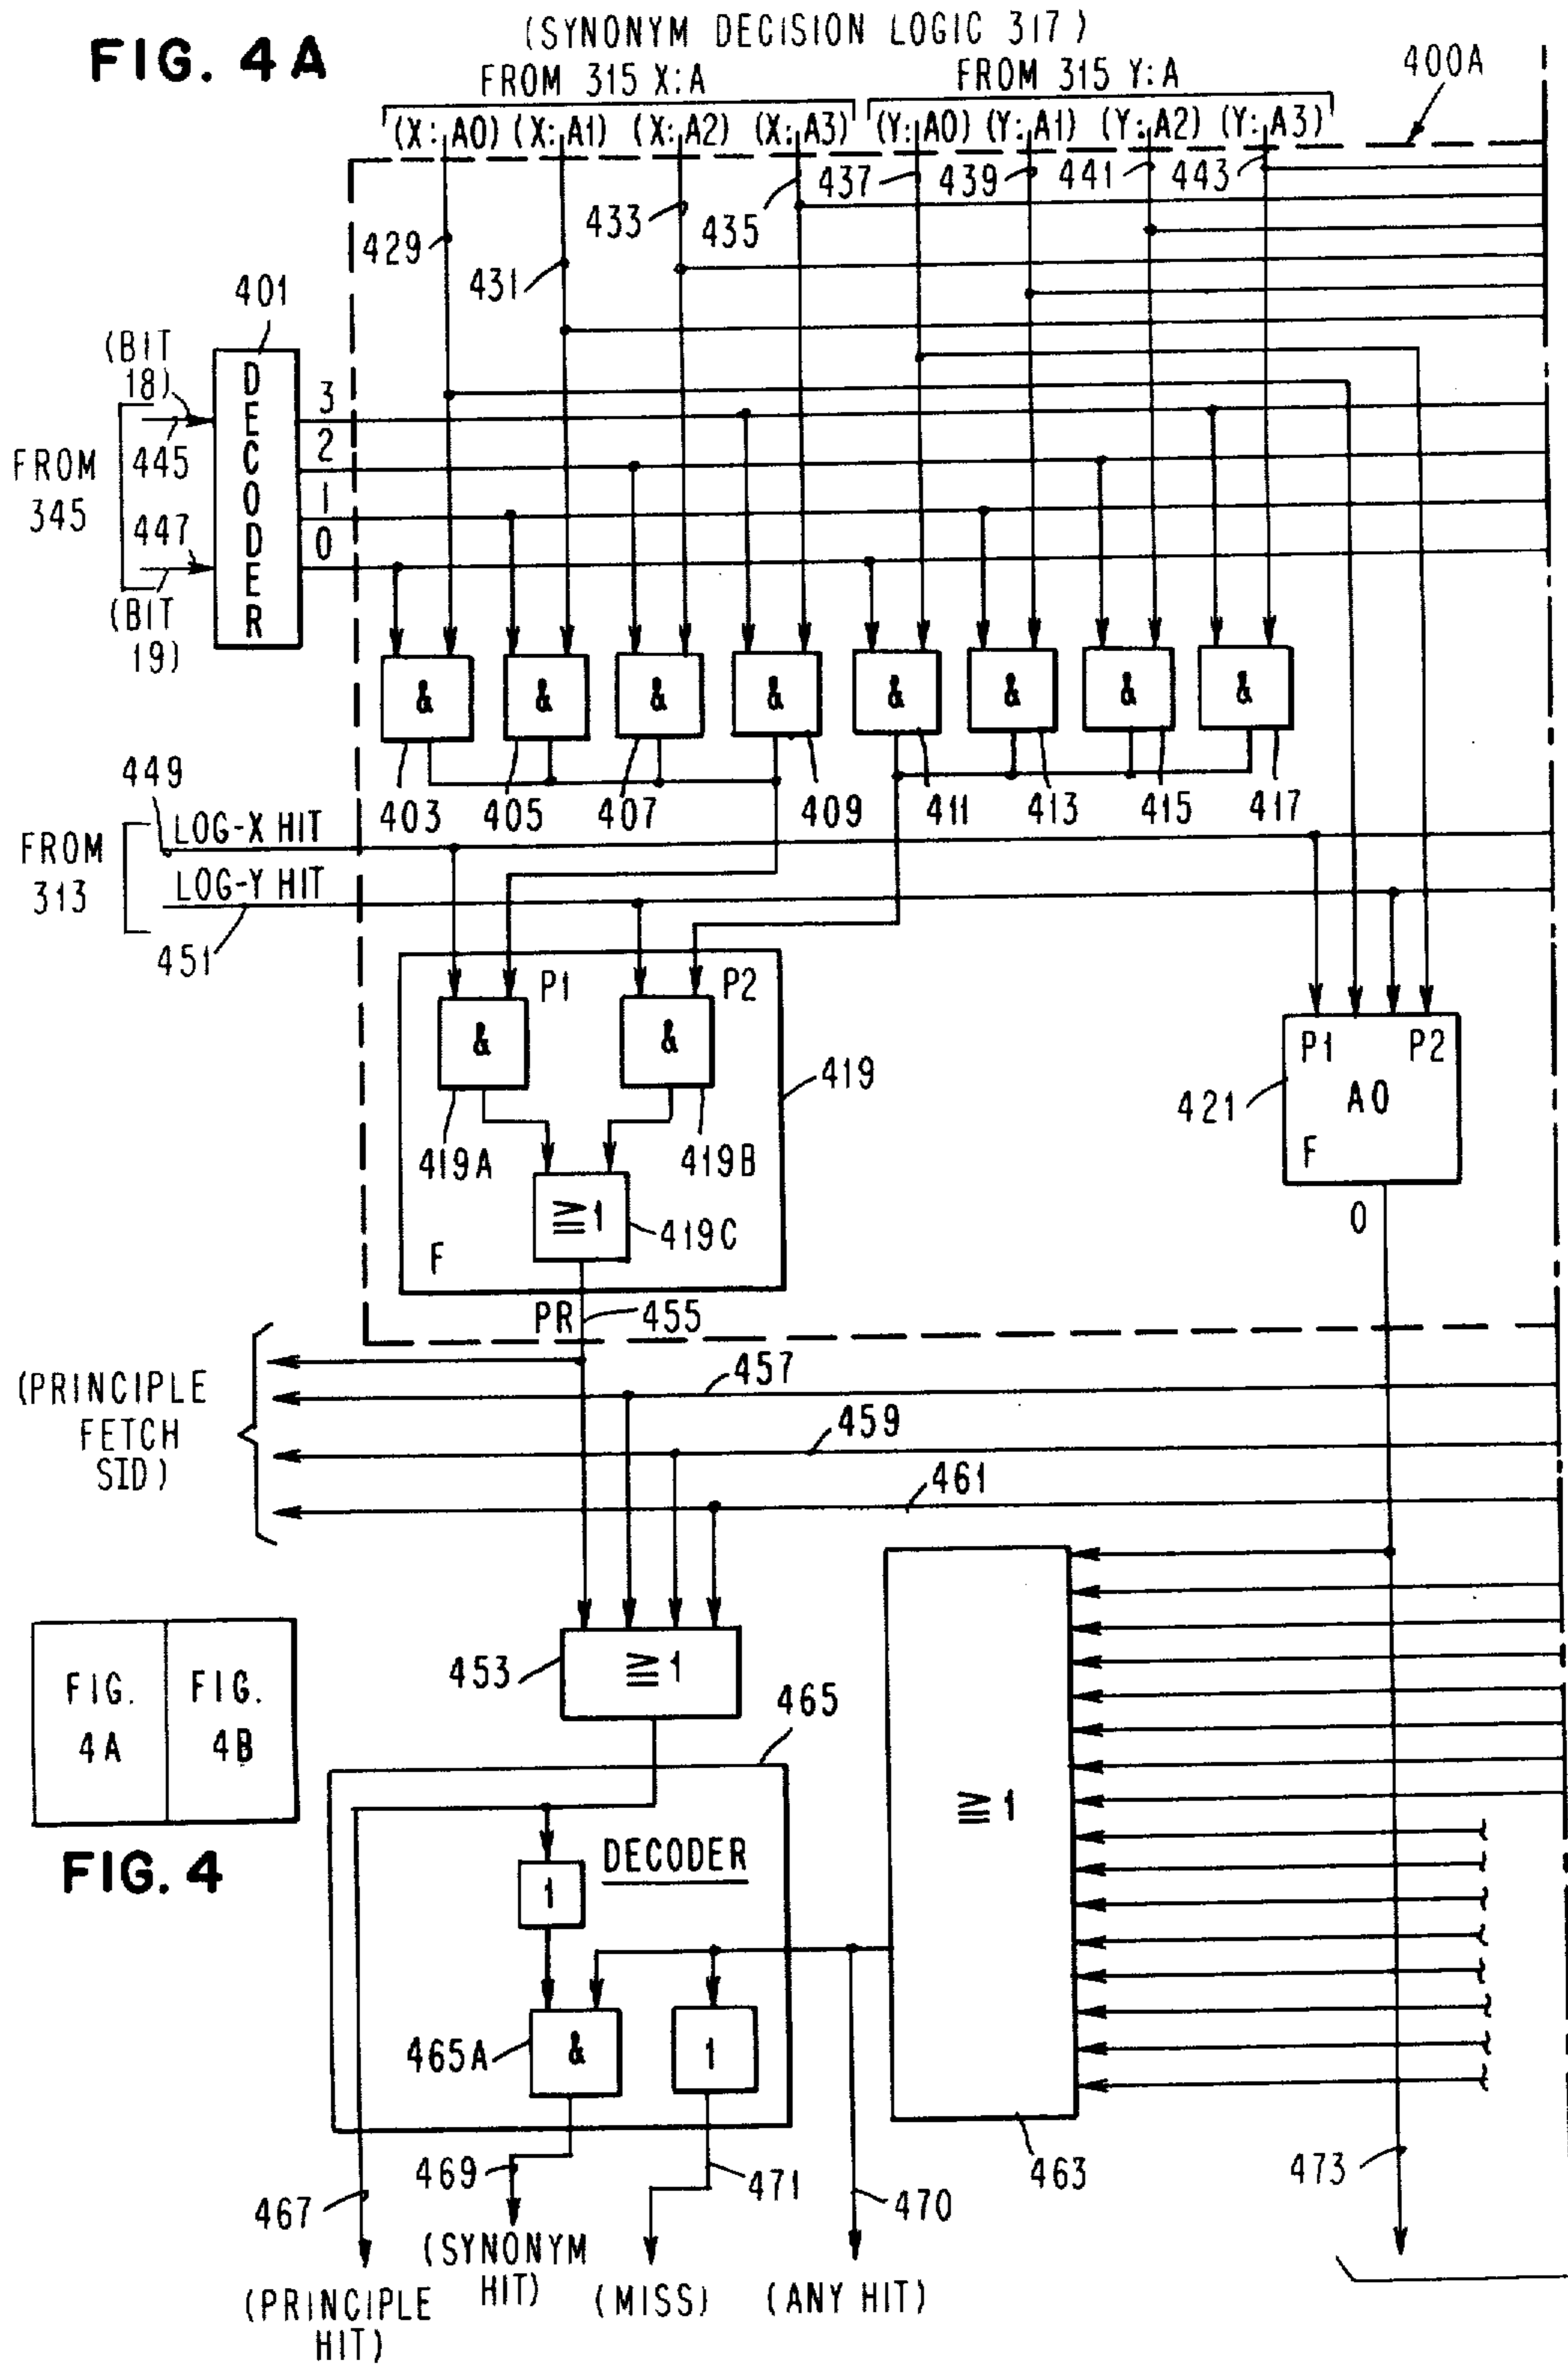 FIG. 4A
(SYNONYM DECISION LOGIC 317)
FROM 315 X:A
FROM 315 Y:A
400A
(X:A0) (X:A1) (X:A2) (X:A3) (Y:A0) (Y:A1) (Y:A2) (Y:A3)
429
431
433
435
437
439
441
443
401
(BIT 18)
445
FROM 345
447
(BIT 19)
DECODER
3
2
1
0
& & & & & & & &
403
405
407
409
411
413
415
417
449
FROM 313
LOG-X HIT
LOG-Y HIT
451
P1
P2
&
&
419
419A
419B
≧1
419C
F
P1
P2
A0
421
F
0
PR
455
(PRINCIPLE
FETCH
SID)
457
459
461
453
≧1
FIG.
4A
FIG.
4B
FIG. 4
465
DECODER
1
465A
&
1
≧1
463
467
469
471
470
473
(PRINCIPLE
HIT)
(SYNONYM
HIT)
(MISS)
(ANY HIT)